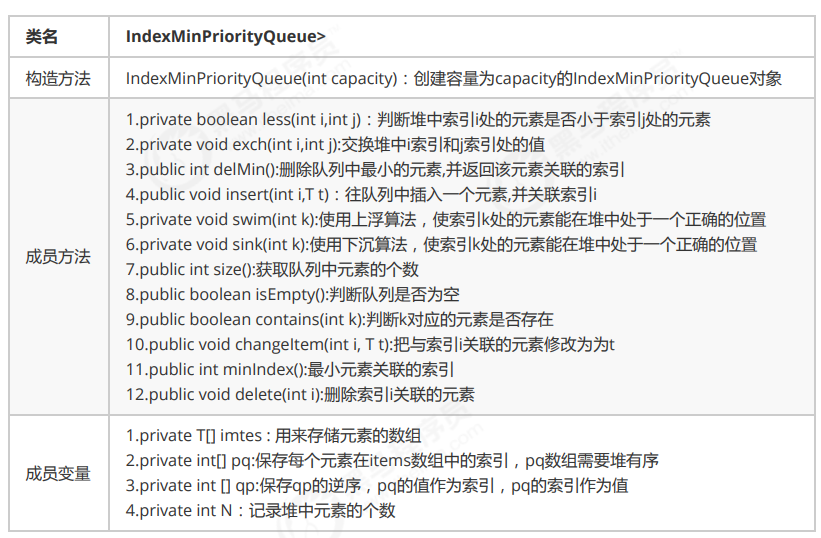 类名 IndexMinPriorityQueue>
构造方法 IndexMinPriorityQueue(int capacity)：创建容量为capacity的IndexMinPriorityQueue对象
1.private boolean less(int i,int j)：判断堆中索引i处的元素是否小于索引j处的元素
2.private void exch(int i,int j):交换堆中i索引和j索引处的值
3.public int delMin():删除队列中最小的元素,并返回该元素关联的索引
4.public void insert(int i,T t)：往队列中插入一个元素,并关联索引i
5.private void swim(int k):使用上浮算法，使索引k处的元素能在堆中处于一个正确的位置
成员方法 6.private void sink(int k):使用下沉算法，使索引k处的元素能在堆中处于一个正确的位置
7.public int size():获取队列中元素的个数
8.public boolean isEmpty():判断队列是否为空
9.public boolean contains(int k):判断k对应的元素是否存在
10.public void changeItem(int i, T t):把与索引i关联的元素修改为为t
11.public int minIndex():最小元素关联的索引
12.public void delete(int i):删除索引i关联的元素
1.private T[] imtes : 用来存储元素的数组
成员变量 2.private int[] pq:保存每个元素在items数组中的索引，pq数组需要堆有序
3.private int [] qp:保存qp的逆序，pq的值作为索引，pq的索引作为值
4.private int N：记录堆中元素的个数